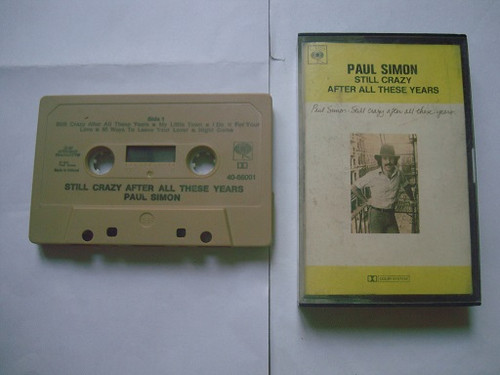 Side 1
Still Crazy After All These Years • My Little Town • I Do It For Your
Love • 50 Ways To Leave Your Lover • Night Game
40-86001
STILL CRAZY AFTER ALL THESE YEARS
PAUL SIMON
CBS
PAUL SIMON
STILL CRAZY
AFTER ALL THESE YEARS
Paul Simon · Still crazy after all these years